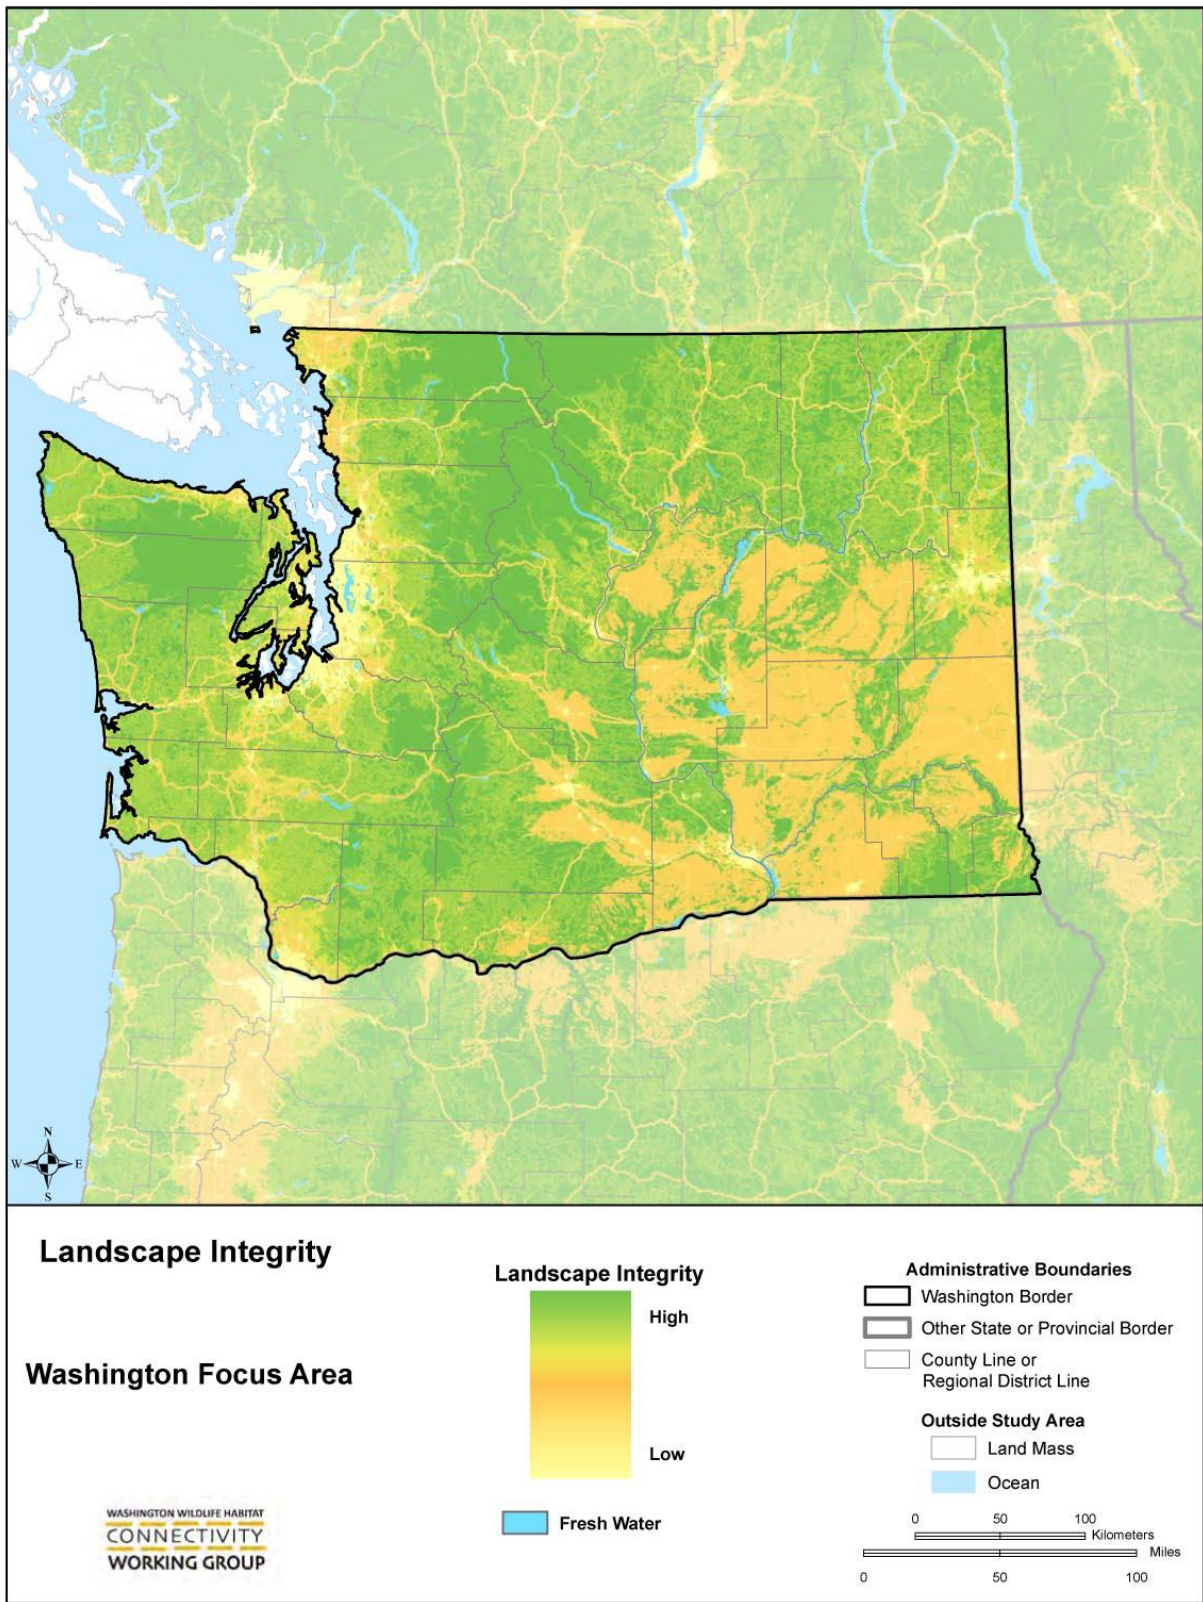 N
W E
S
Landscape Integrity
Washington Focus Area
WASHINGTON WILDLIFE HABITAT
CONNECTIVITY
WORKING GROUP
Landscape Integrity
High
Low
Fresh Water
Administrative Boundaries
Washington Border
Other State or Provincial Border
County Line or
Regional District Line
Outside Study Area
Land Mass
Ocean
0 50 100
Kilometers
Miles
0 50 100